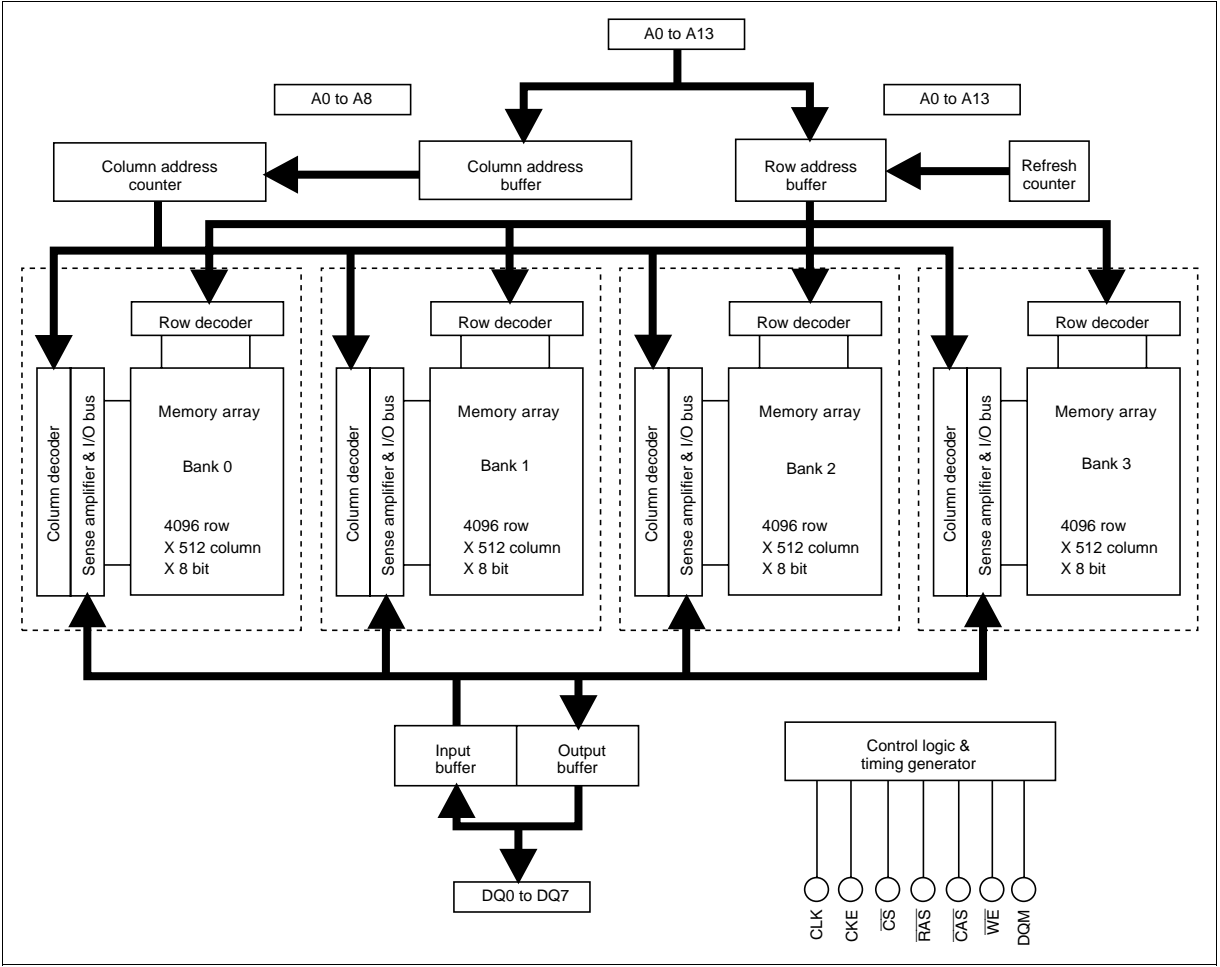 A0 to A13
A0 to A8
A0 to A13
Column address
counter
Column address
buffer
Row address
buffer
Refresh
counter
Row decoder
Row decoder
Row decoder
Row decoder
Column decoder
Sense amplifier & I/O bus
Memory array
Bank 0
4096 row
X 512 column
X 8 bit
Column decoder
Sense amplifier & I/O bus
Memory array
Bank 1
4096 row
X 512 column
X 8 bit
Column decoder
Sense amplifier & I/O bus
Memory array
Bank 2
4096 row
X 512 column
X 8 bit
Column decoder
Sense amplifier & I/O bus
Memory array
Bank 3
4096 row
X 512 column
X 8 bit
Input
buffer
Output
buffer
DQ0 to DQ7
Control logic &
timing generator
CLK
CKE
C̅S̅
R̅A̅S̅
C̅A̅S̅
W̅E̅
DQM